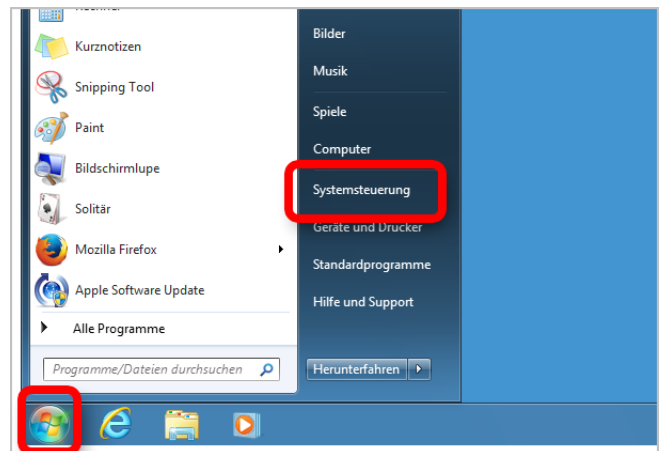 Kurznotizen
Snipping Tool
Paint
Bildschirmlupe
Solitär
Mozilla Firefox
Apple Software Update
Alle Programme
Programme/Dateien durchsuchen
Bilder
Musik
Spiele
Computer
Systemsteuerung
Geräte und Drucker
Standardprogramme
Hilfe und Support
Herunterfahren